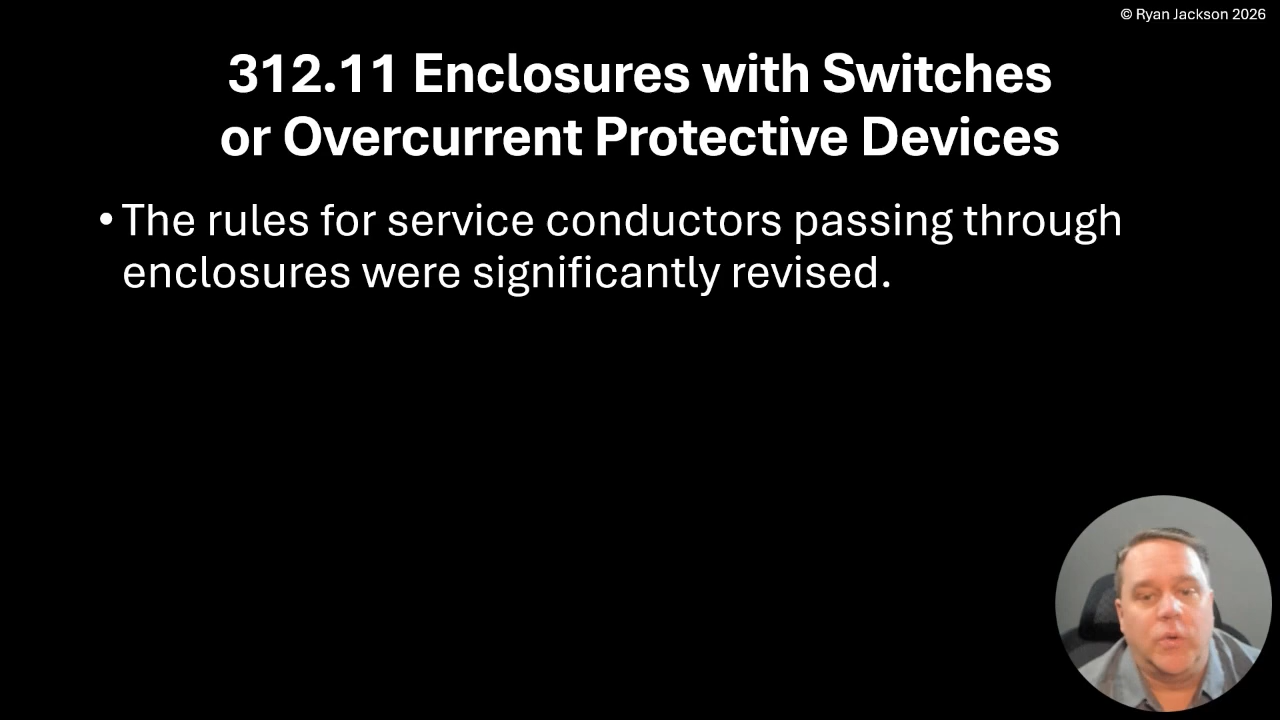 © Ryan Jackson 2026
312.11 Enclosures with Switches
or Overcurrent Protective Devices
• The rules for service conductors passing through
enclosures were significantly revised.